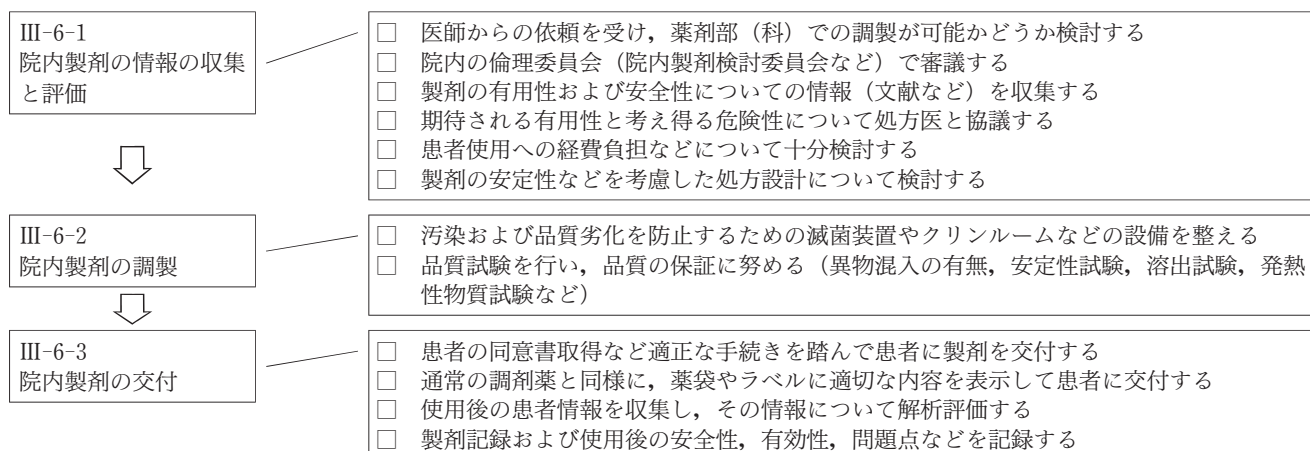 Ⅲ-6-1
院内製剤の情報の収集
と評価
□ 医師からの依頼を受け，薬剤部（科）での調製が可能かどうか検討する
□ 院内の倫理委員会（院内製剤検討委員会など）で審議する
□ 製剤の有用性および安全性についての情報（文献など）を収集する
□ 期待される有用性と考え得る危険性について処方医と協議する
□ 患者使用への経費負担などについて十分検討する
□ 製剤の安定性などを考慮した処方設計について検討する
Ⅲ-6-2
院内製剤の調製
□ 汚染および品質劣化を防止するための滅菌装置やクリンルームなどの設備を整える
□ 品質試験を行い，品質の保証に努める（異物混入の有無，安定性試験，溶出試験，発熱
性物質試験など）
Ⅲ-6-3
院内製剤の交付
□ 患者の同意書取得など適正な手続きを踏んで患者に製剤を交付する
□ 通常の調剤薬と同様に，薬袋やラベルに適切な内容を表示して患者に交付する
□ 使用後の患者情報を収集し，その情報について解析評価する
□ 製剤記録および使用後の安全性，有効性，問題点などを記録する